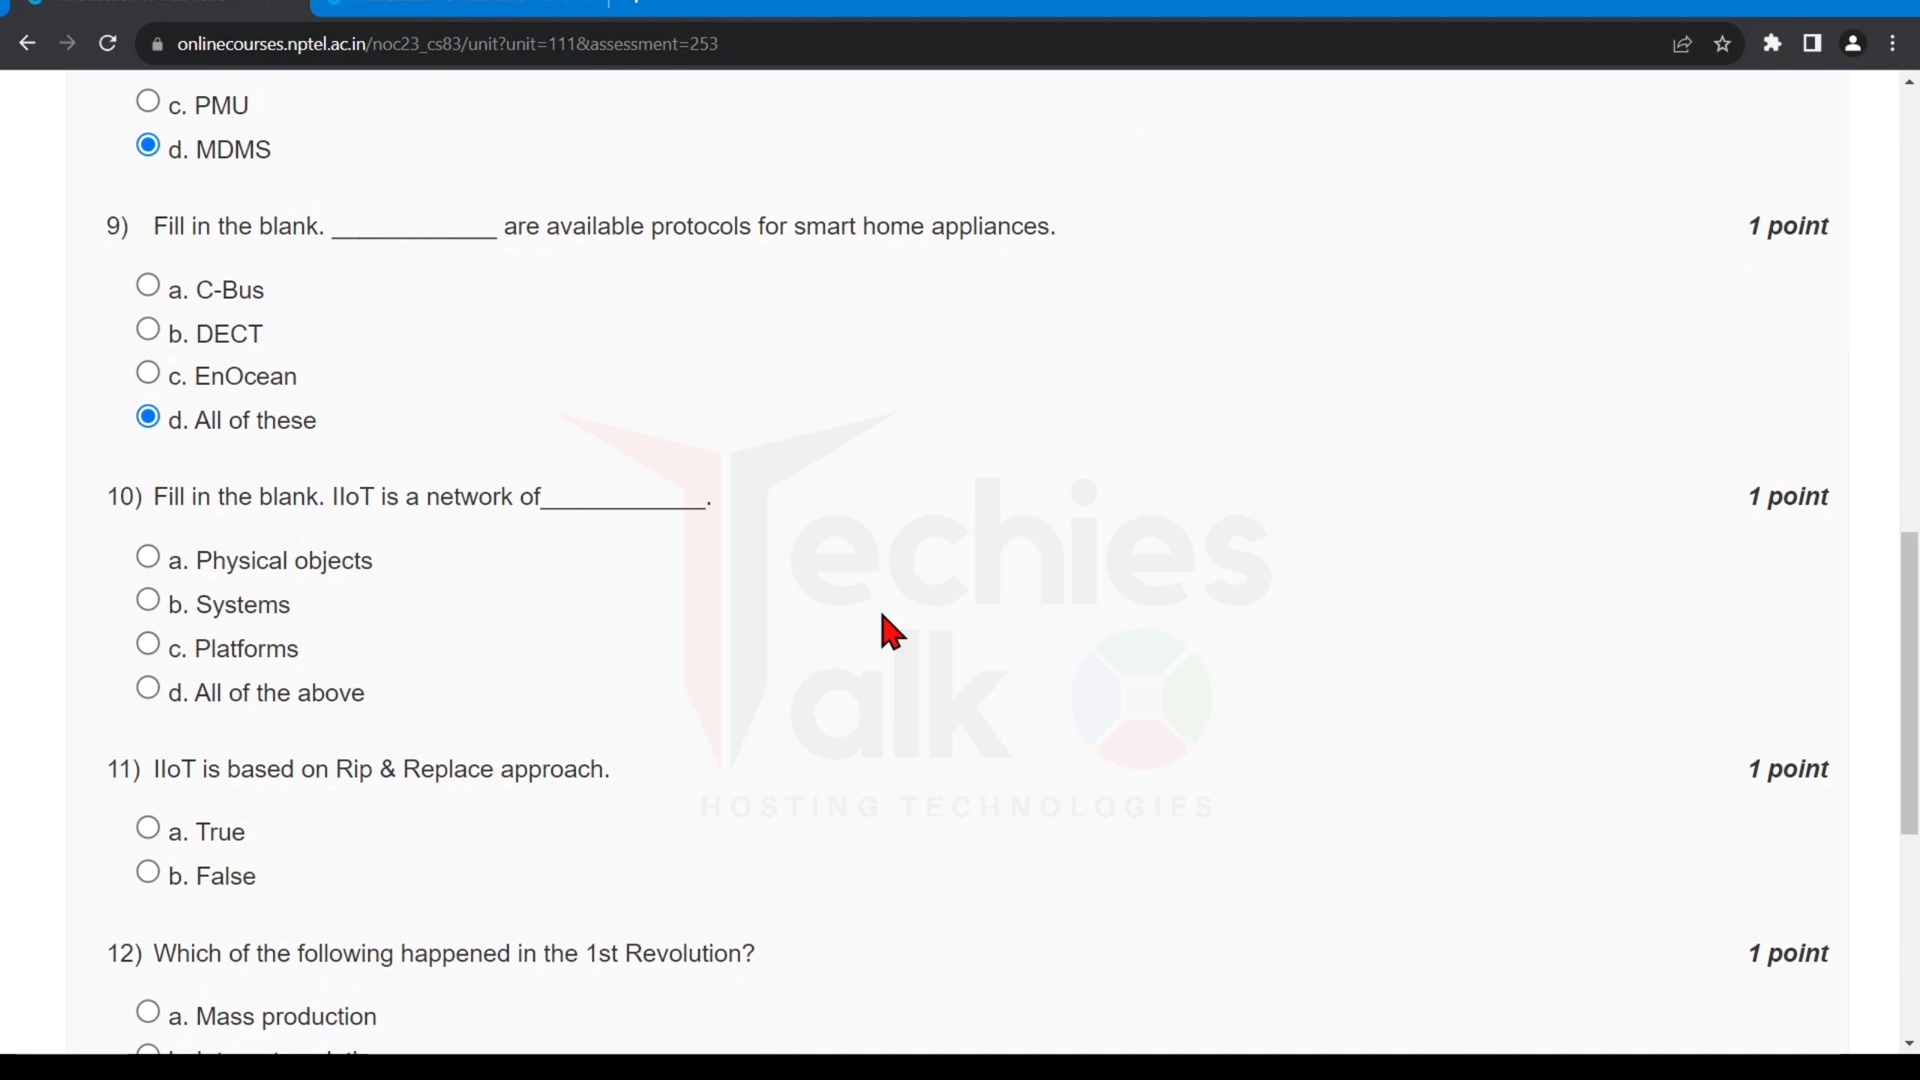 onlinecourses.nptel.ac.in/noc23_cs83/unit?unit=111&assessment=253
c. PMU
d. MDMS
9) Fill in the blank. ____________ are available protocols for smart home appliances. 1 point
a. C-Bus
b. DECT
c. EnOcean
d. All of these
10) Fill in the blank. IIoT is a network of____________. 1 point
a. Physical objects
b. Systems
c. Platforms
d. All of the above
Techies
Talk
HOSTING TECHNOLOGIES
11) IIoT is based on Rip & Replace approach. 1 point
a. True
b. False
12) Which of the following happened in the 1st Revolution? 1 point
a. Mass production